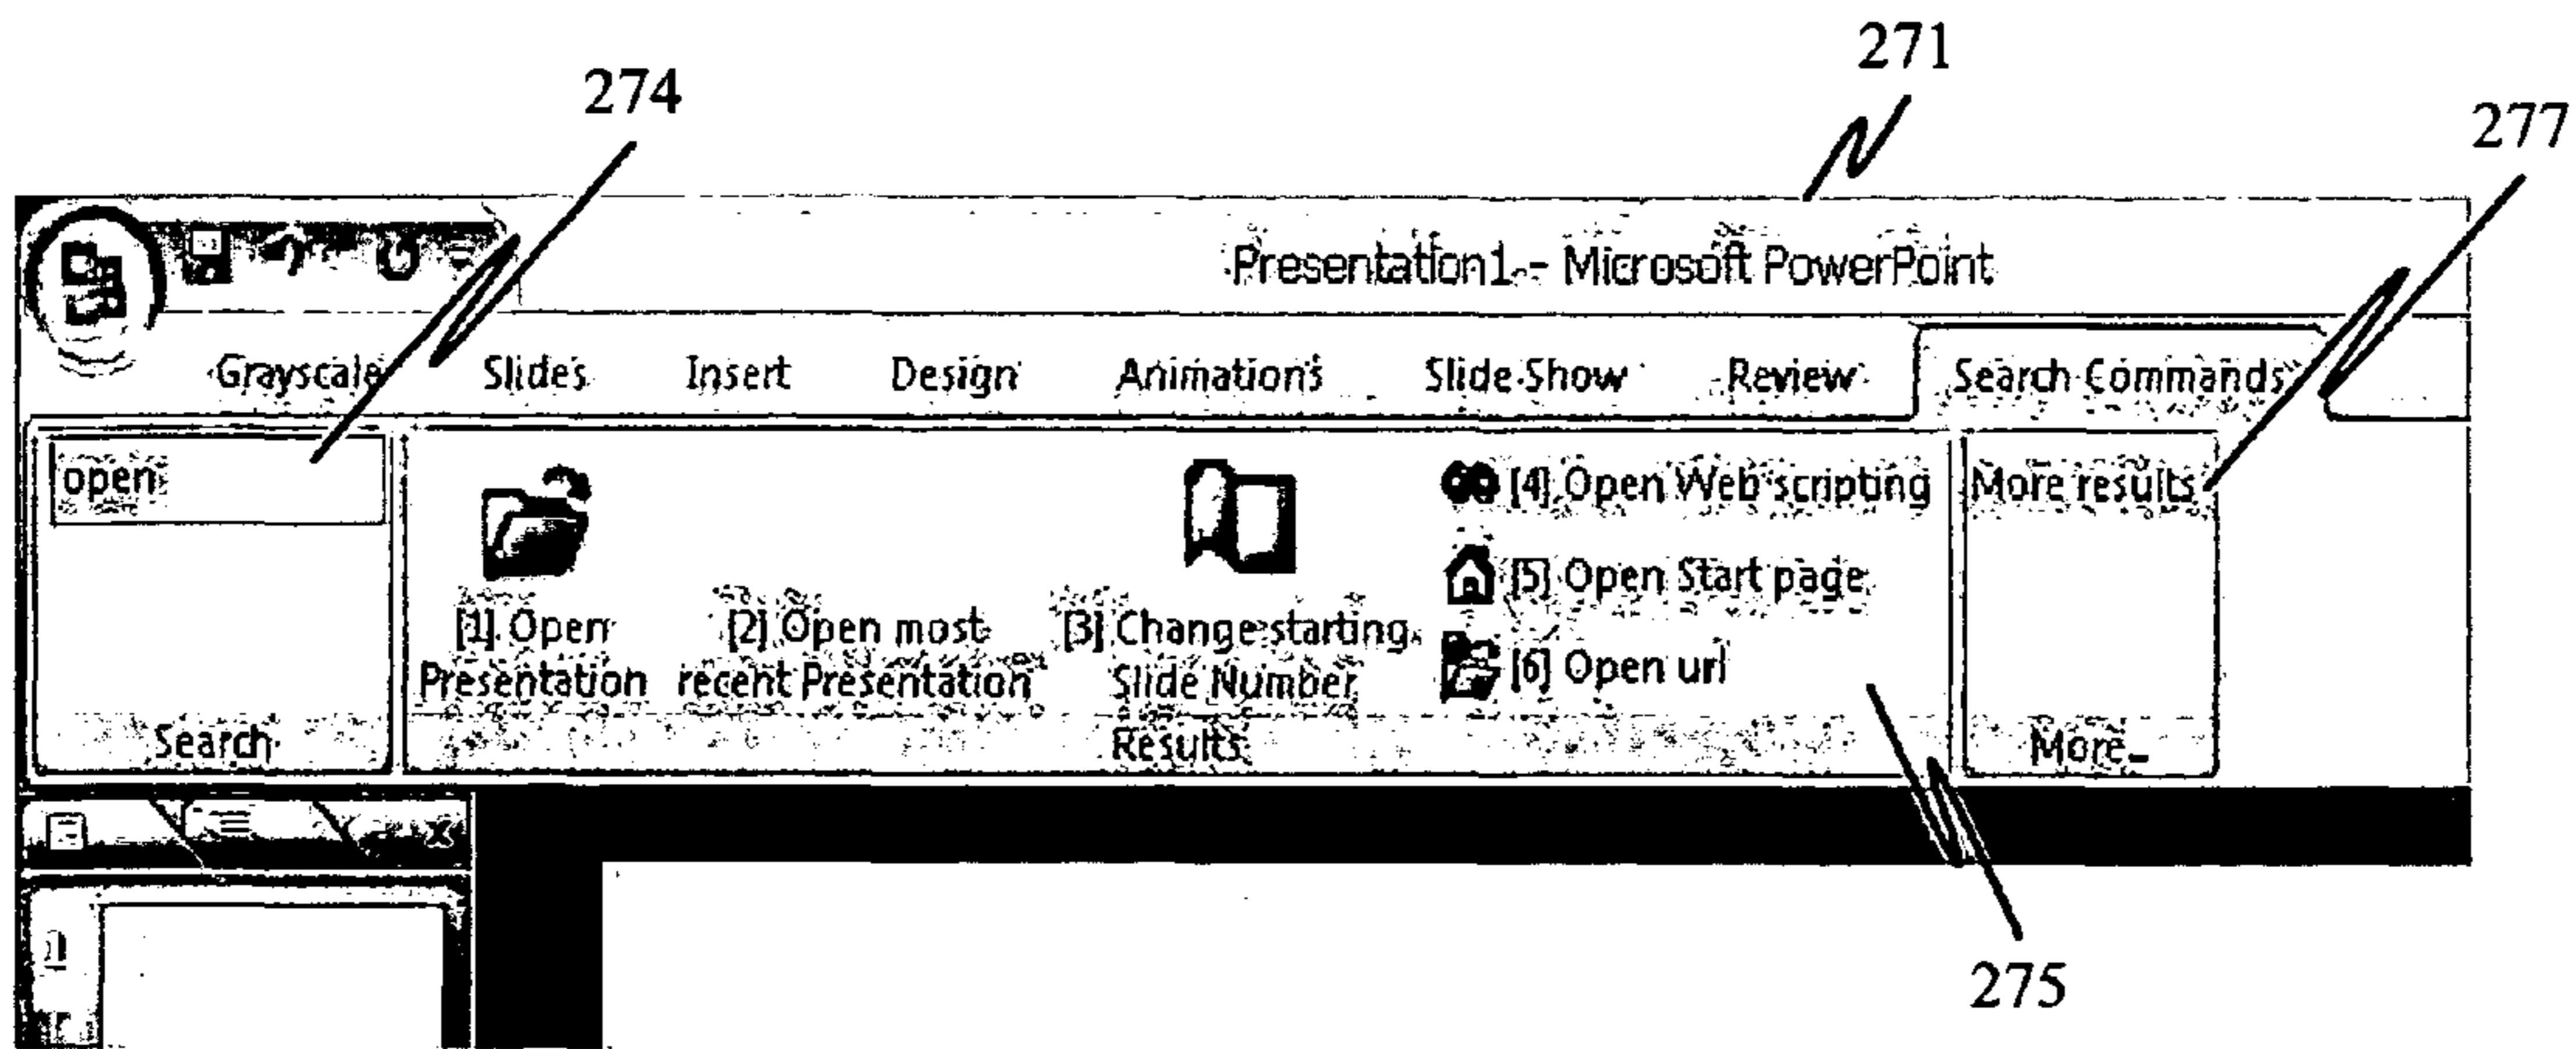 271
274
277
Presentation1 - Microsoft PowerPoint
Grayscale Slides Insert Design Animations Slide Show Review Search Commands
open
[4] Open Web scripting
More results
[5] Open Start page
[1] Open
Presentation
[2] Open most
recent Presentation
[3] Change starting
Slide Number
[6] Open url
Search
Results
More...
1
275